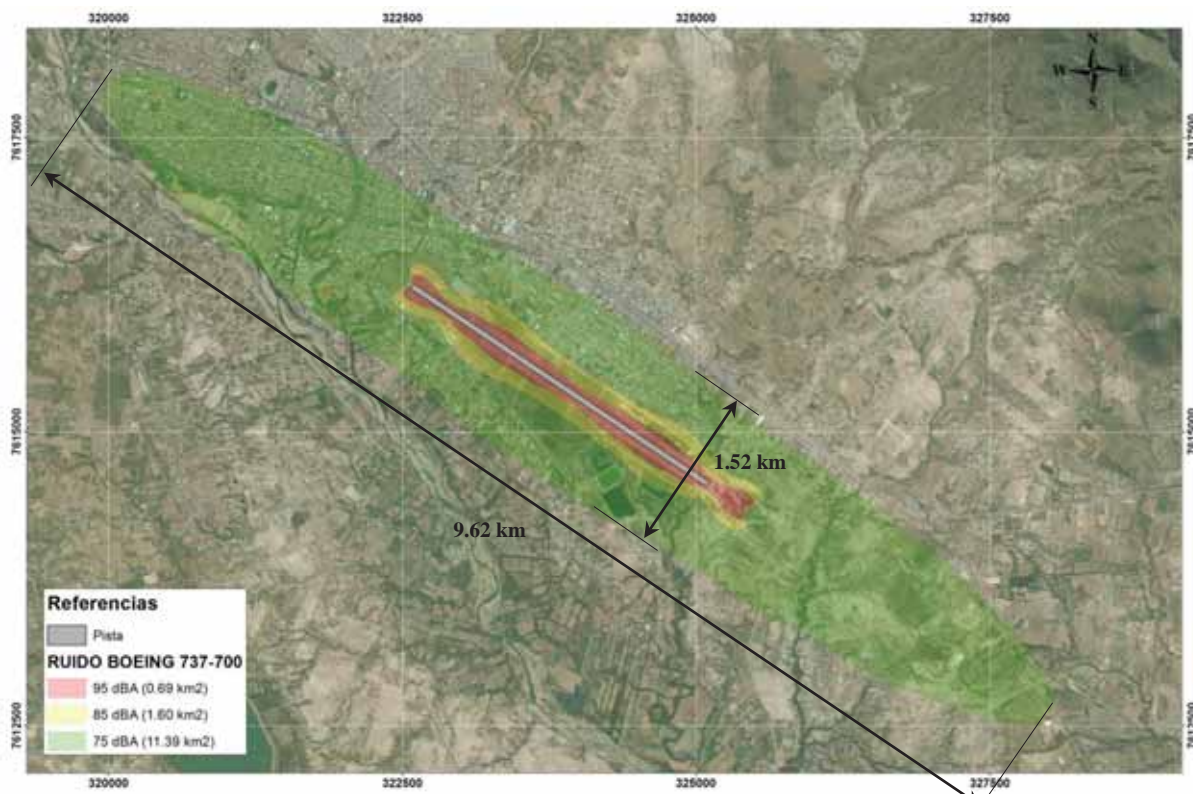 320000 322500 325000 327500
N
W E
S
7617500 7617500
7615000 7615000
1.52 km
9.62 km
Referencias
Pista
RUIDO BOEING 737-700
95 dBA (0.69 km2)
85 dBA (1.60 km2)
75 dBA (11.39 km2)
7612500 7612500
320000 322500 325000 327500